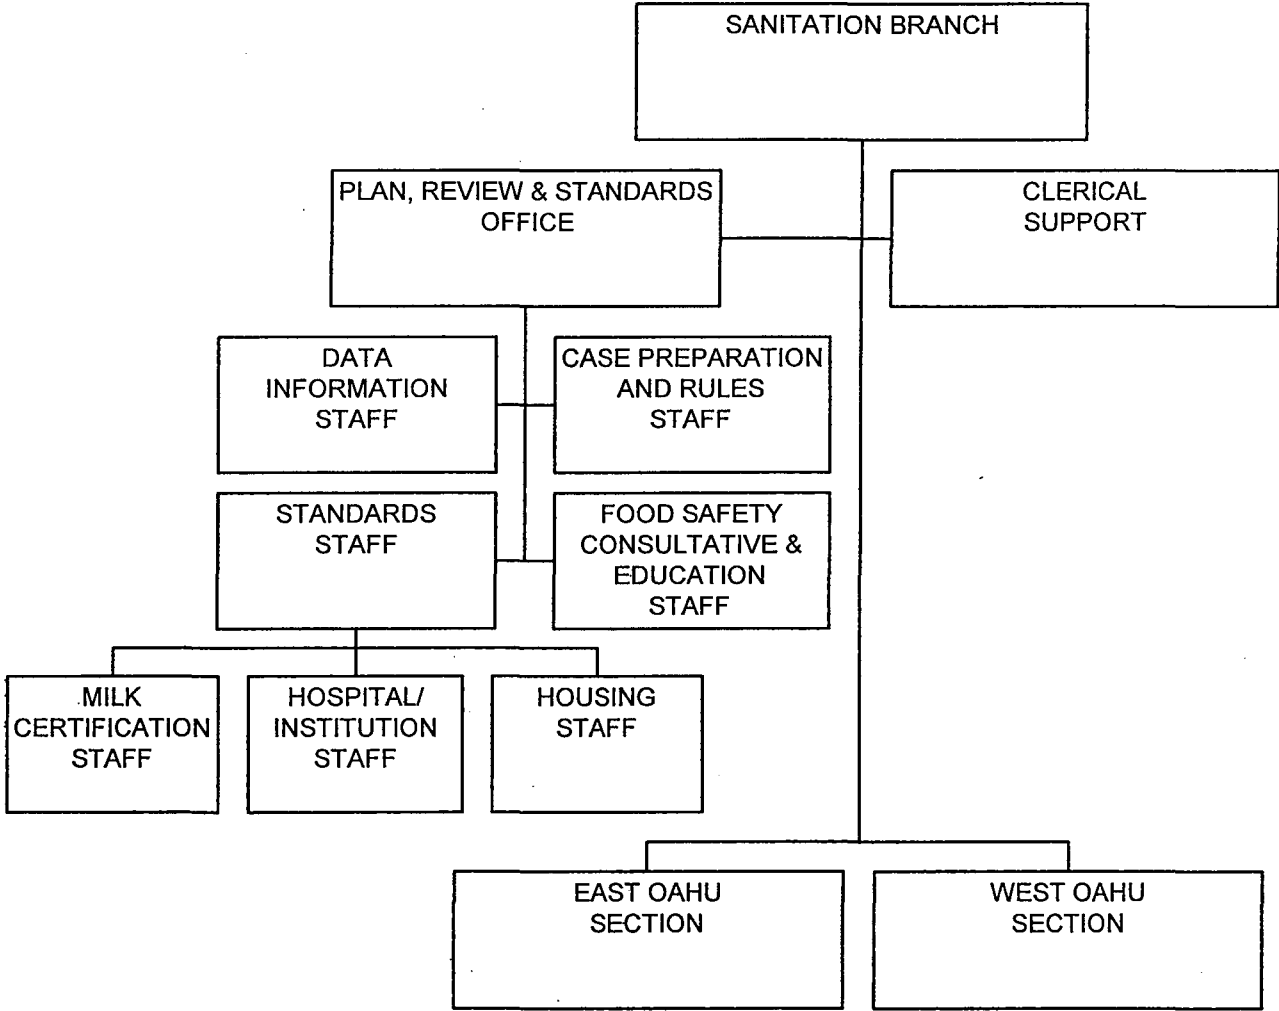 SANITATION BRANCH
PLAN, REVIEW & STANDARDS
OFFICE
CLERICAL
SUPPORT
DATA
INFORMATION
STAFF
CASE PREPARATION
AND RULES
STAFF
STANDARDS
STAFF
FOOD SAFETY
CONSULTATIVE &
EDUCATION
STAFF
MILK
CERTIFICATION
STAFF
HOSPITAL/
INSTITUTION
STAFF
HOUSING
STAFF
EAST OAHU
SECTION
WEST OAHU
SECTION